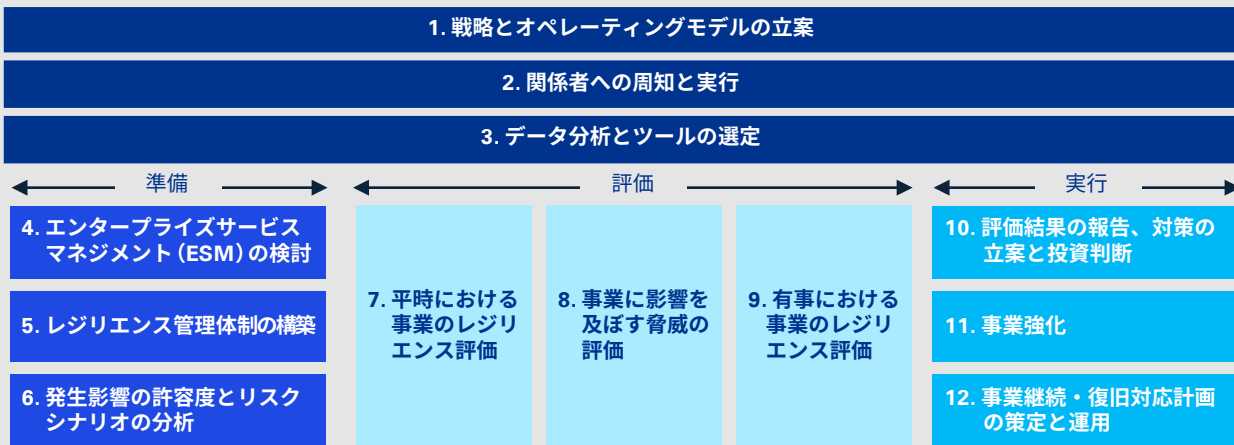 1. 戦略とオペレーティングモデルの立案
2. 関係者への周知と実行
3. データ分析とツールの選定
準備
評価
実行
4. エンタープライズサービス
マネジメント（ESM）の検討
5. レジリエンス管理体制の構築
6. 発生影響の許容度とリスク
シナリオの分析
7. 平時における
事業のレジリ
エンス評価
8. 事業に影響を
及ぼす脅威の
評価
9. 有事における
事業のレジリ
エンス評価
10. 評価結果の報告、対策の
立案と投資判断
11. 事業強化
12. 事業継続・復旧対応計画
の策定と運用